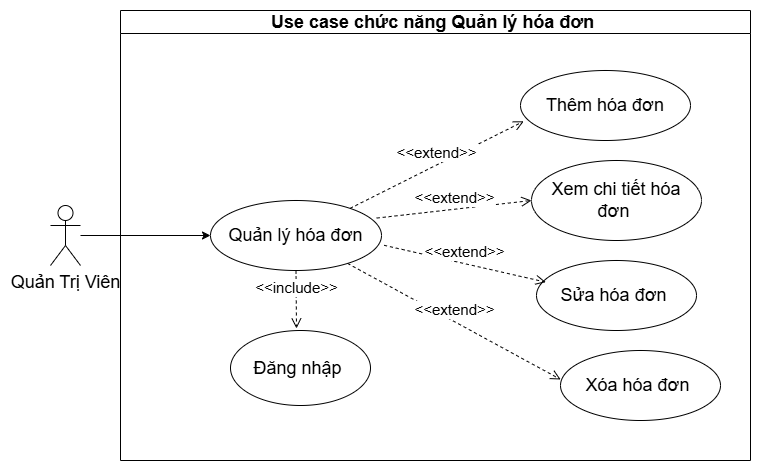 Use case chức năng Quản lý hóa đơn
Thêm hóa đơn
<<extend>>
Xem chi tiết hóa
đơn
<<extend>>
Quản lý hóa đơn
<<extend>>
Quản Trị Viên
<<include>>
Sửa hóa đơn
<<extend>>
Đăng nhập
Xóa hóa đơn